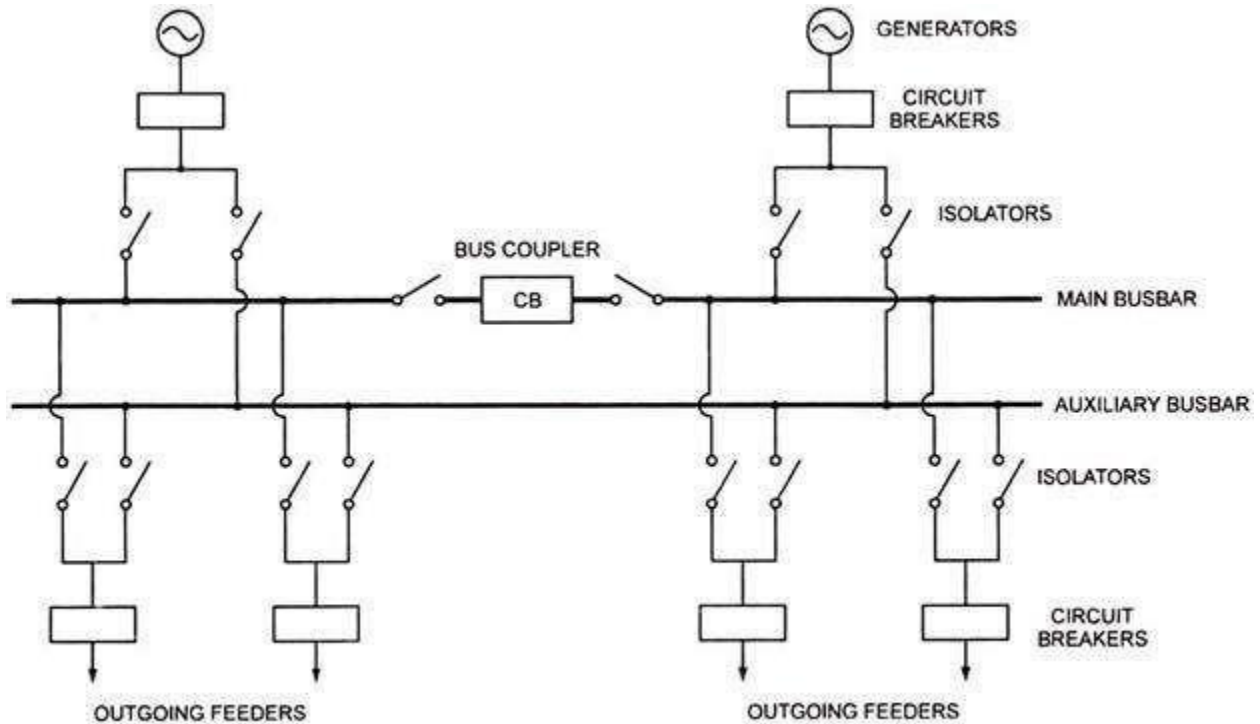 GENERATORS
CIRCUIT
BREAKERS
ISOLATORS
BUS COUPLER
CB
MAIN BUSBAR
AUXILIARY BUSBAR
ISOLATORS
CIRCUIT
BREAKERS
OUTGOING FEEDERS
OUTGOING FEEDERS